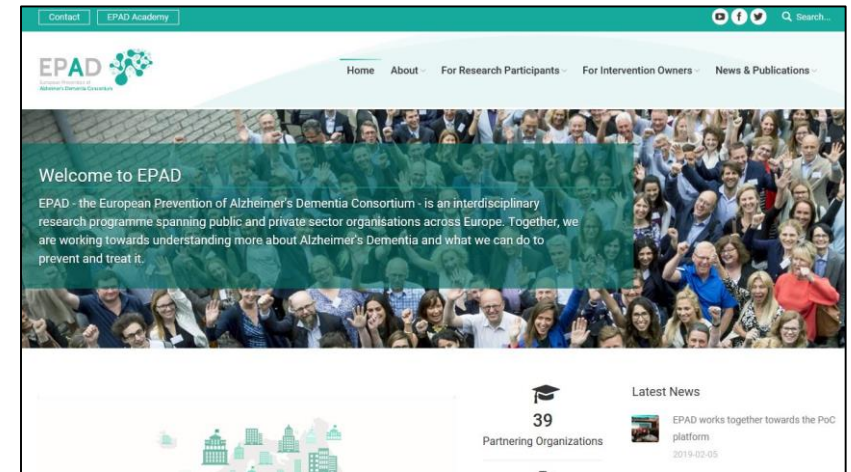 Contact
EPAD Academy
Search...
EPAD
European Prevention of
Alzheimer's Dementia Consortium
Home
About
For Research Participants
For Intervention Owners
News & Publications
Welcome to EPAD
EPAD - the European Prevention of Alzheimer's Dementia Consortium - is an interdisciplinary
research programme spanning public and private sector organisations across Europe. Together, we
are working towards understanding more about Alzheimer's Dementia and what we can do to
prevent and treat it.
39
Partnering Organizations
Latest News
EPAD works together towards the PoC
platform
2019-02-05